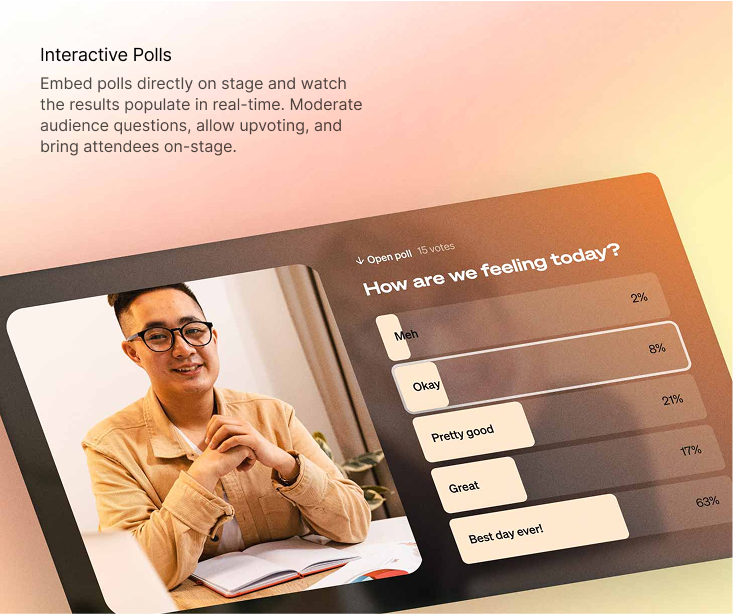 Interactive Polls
Embed polls directly on stage and watch
the results populate in real-time. Moderate
audience questions, allow upvoting, and
bring attendees on-stage.
↓ Open poll 15 votes
How are we feeling today?
Meh 2%
Okay 8%
Pretty good 21%
Great 17%
Best day ever! 63%